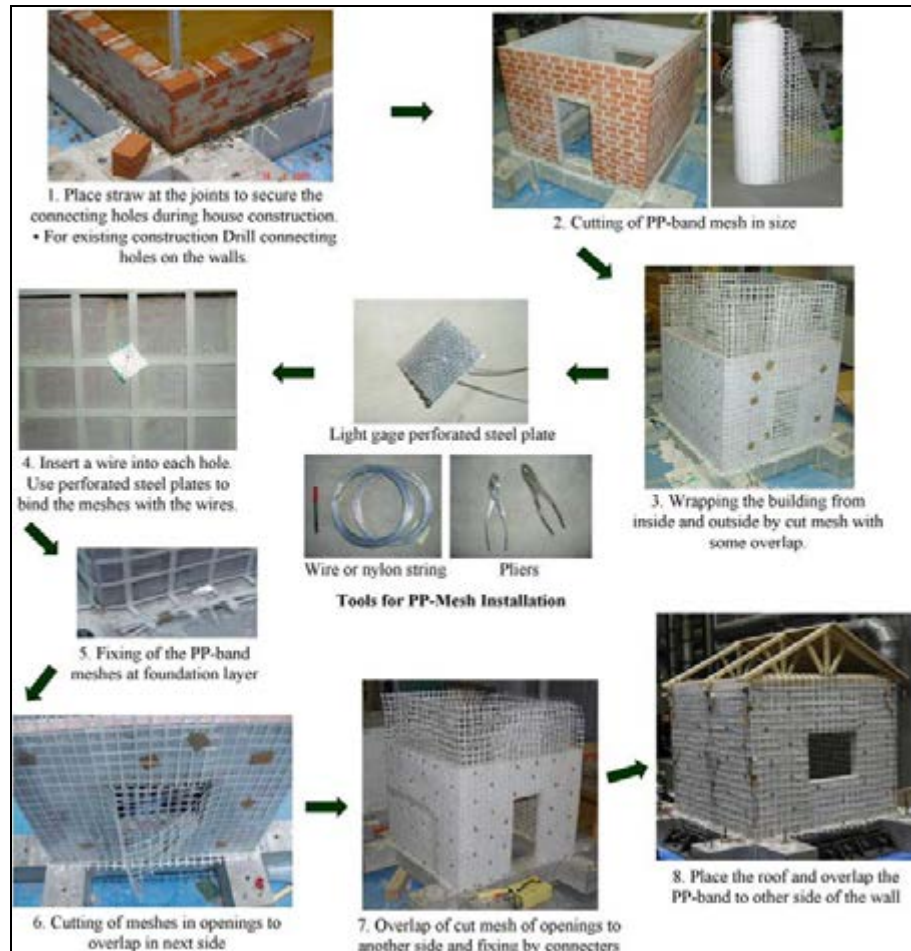 1. Place straw at the joints to secure the
connecting holes during house construction.
• For existing construction Drill connecting
holes on the walls.
2. Cutting of PP-band mesh in size
3. Wrapping the building from
inside and outside by cut mesh with
some overlap.
Light gage perforated steel plate
4. Insert a wire into each hole.
Use perforated steel plates to
bind the meshes with the wires.
Wire or nylon string
Pliers
Tools for PP-Mesh Installation
5. Fixing of the PP-band
meshes at foundation layer
6. Cutting of meshes in openings to
overlap in next side
7. Overlap of cut mesh of openings to
another side and fixing by connecters
8. Place the roof and overlap the
PP-band to other side of the wall